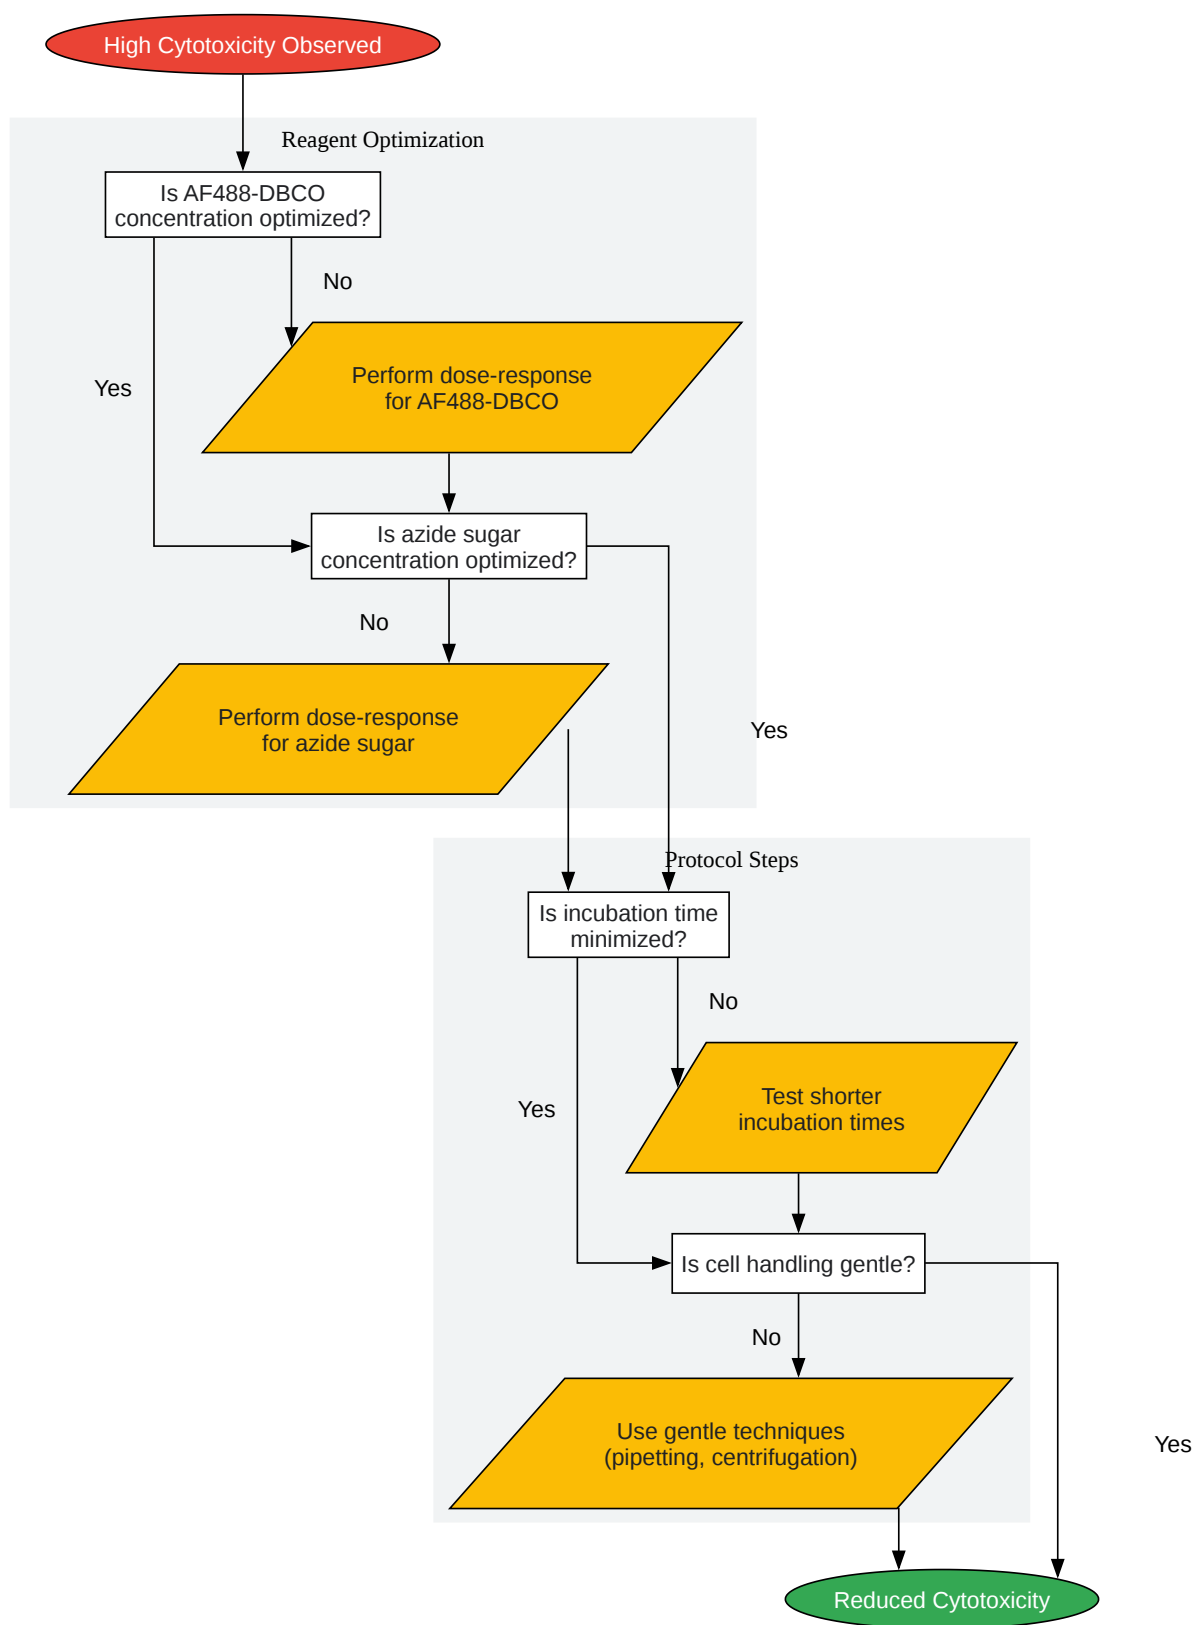 High Cytotoxicity Observed
Reagent Optimization
Is AF488-DBCO
concentration optimized?
No
Yes
Perform dose-response
for AF488-DBCO
Is azide sugar
concentration optimized?
No
Perform dose-response
for azide sugar
Yes
Protocol Steps
Is incubation time
minimized?
No
Yes
Test shorter
incubation times
Is cell handling gentle?
No
Use gentle techniques
(pipetting, centrifugation)
Yes
Reduced Cytotoxicity